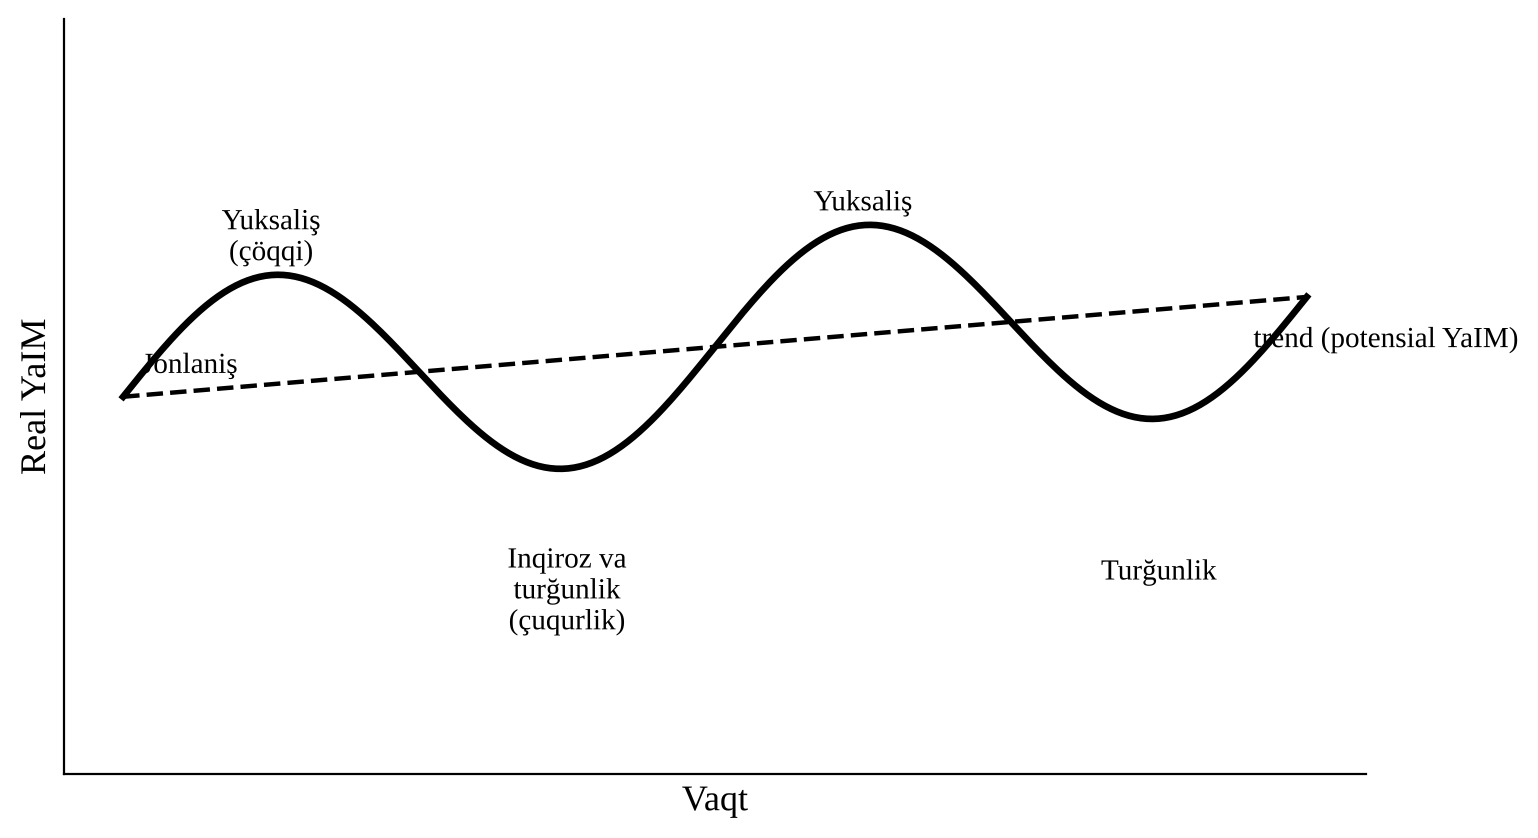 Yuksaliş
Yuksaliş
(çöqqi)
trend (potensial YaIM)
Jonlaniş
Real YaIM
Inqiroz va
turğunlik
(çuqurlik)
Turğunlik
Vaqt